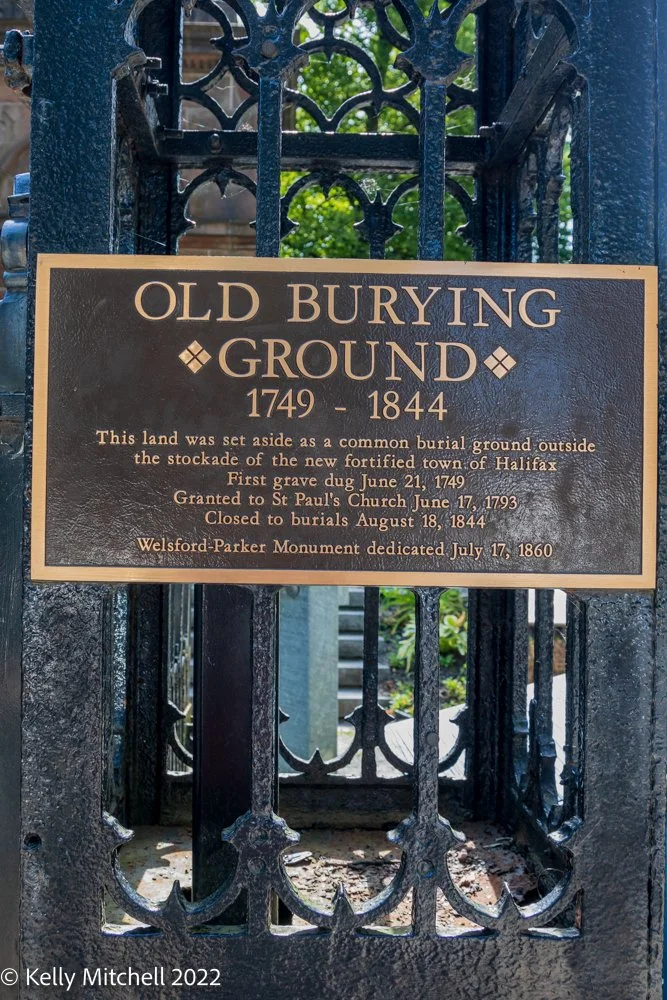 OLD BURYING
GROUND
1749 - 1844
This land was set aside as a common burial ground outside
the stockade of the new fortified town of Halifax
First grave dug June 21, 1749
Granted to St Paul's Church June 17, 1793
Closed to burials August 18, 1844
Welsford-Parker Monument dedicated July 17, 1860
© Kelly Mitchell 2022